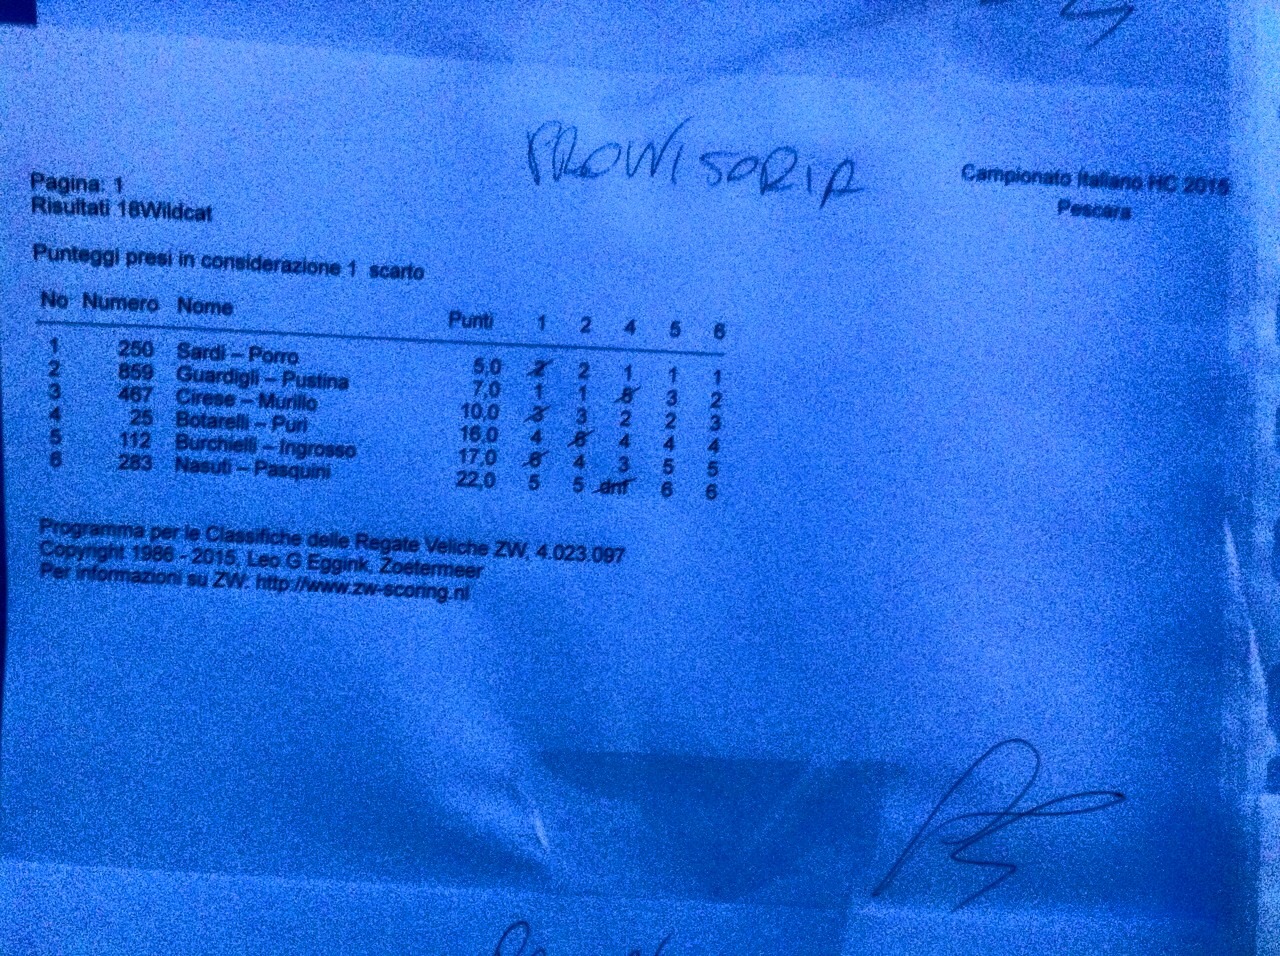 PROVVISORIA
Pagina: 1
Risultati 16Wildcat
Campionato Italiano HC 2015
Pescara
Punteggi presi in considerazione 1 scarto
No Numero Nome Punti 1 2 4 5 6
1 250 Sardi – Porro 5,0 2 2 1 1 1
2 859 Guardigli – Pustina 7,0 1 1 3 2
3 467 Cirese – Murillo 10,0 3 3 2 2 3
4 25 Botarelli – Puri 16,0 4 4 4 4
5 112 Burchielli – Ingrosso 17,0 4 3 5 5
6 283 Nasuti – Pasquini 22,0 5 5 dnf 6 6
Programma per le Classifiche delle Regate Veliche ZW, 4.023.097
Copyright 1986 - 2015, Leo G Eggink, Zoetermeer
Per informazioni su ZW: http://www.zw-scoring.nl